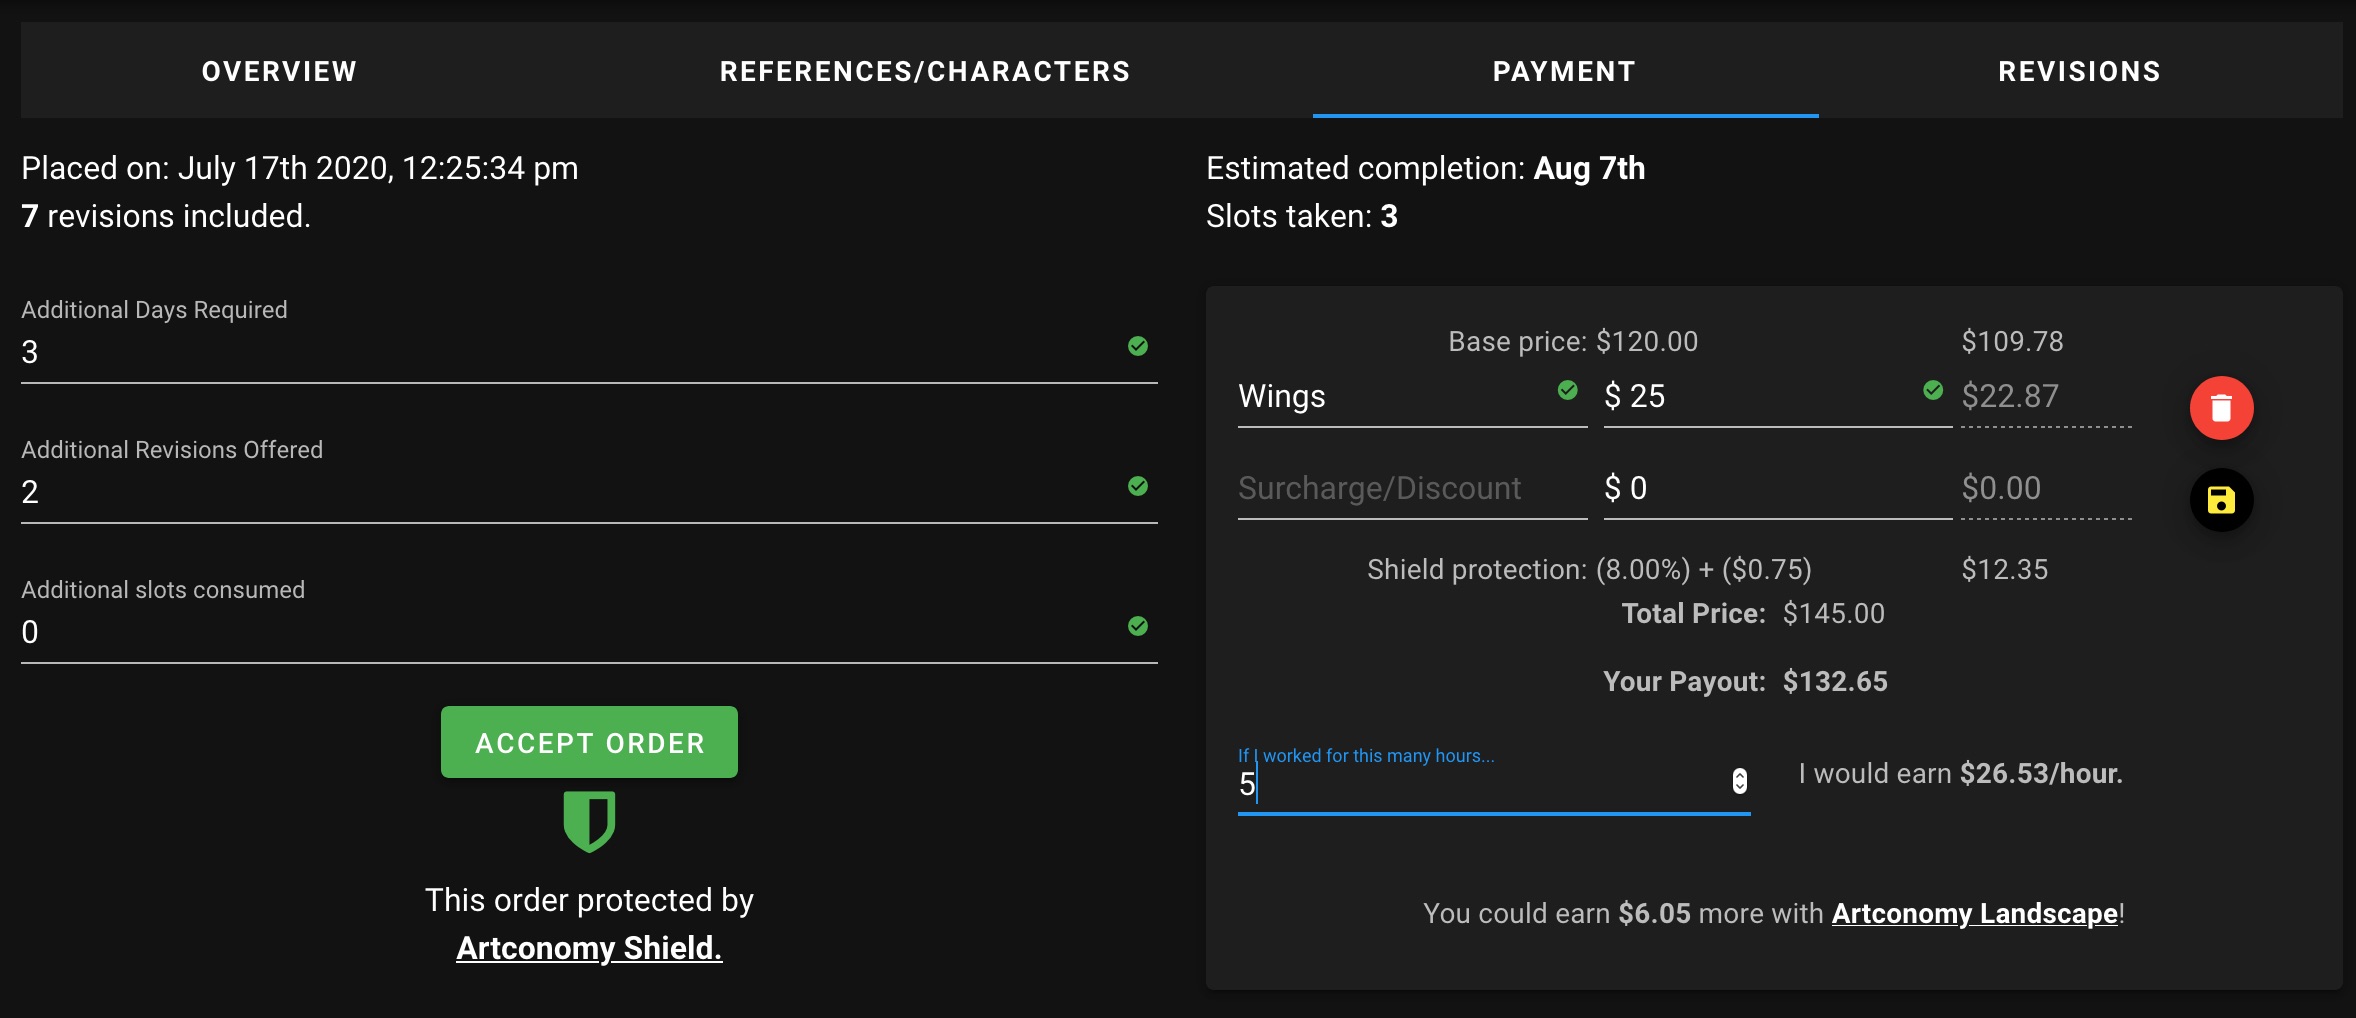 OVERVIEW REFERENCES/CHARACTERS PAYMENT REVISIONS
Placed on: July 17th 2020, 12:25:34 pm
7 revisions included.
Additional Days Required
3
Additional Revisions Offered
2
Additional slots consumed
0
ACCEPT ORDER
This order protected by
Artconomy Shield.
Estimated completion: Aug 7th
Slots taken: 3
Base price: $120.00 $109.78
Wings $ 25 $22.87
Surcharge/Discount $ 0 $0.00
Shield protection: (8.00%) + ($0.75) $12.35
Total Price: $145.00
Your Payout: $132.65
If I worked for this many hours...
5 I would earn $26.53/hour.
You could earn $6.05 more with Artconomy Landscape!